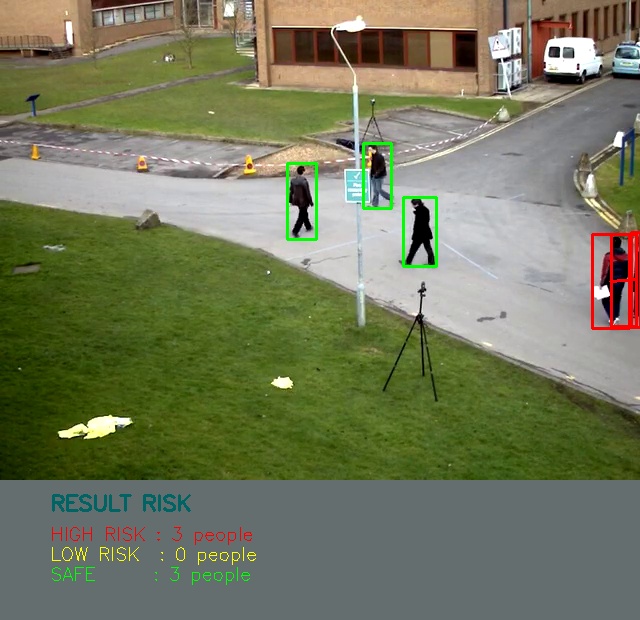 RESULT RISK
HIGH RISK : 3 people
LOW RISK : 0 people
SAFE : 3 people